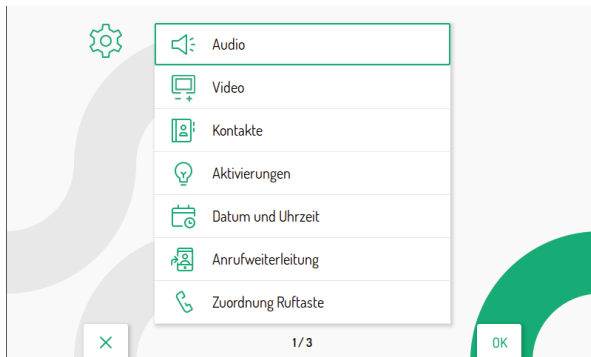 Audio
Video
Kontakte
Aktivierungen
Datum und Uhrzeit
Anrufweiterleitung
Zuordnung Ruftaste
1/3
OK